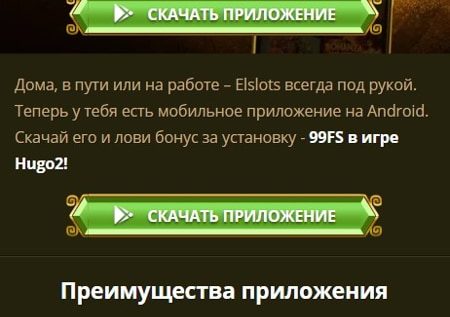 СКАЧАТЬ ПРИЛОЖЕНИЕ
Дома, в пути или на работе – Elslots всегда под рукой.
Теперь у тебя есть мобильное приложение на Android.
Скачай его и лови бонус за установку - 99FS в игре
Hugo2!
СКАЧАТЬ ПРИЛОЖЕНИЕ
Преимущества приложения